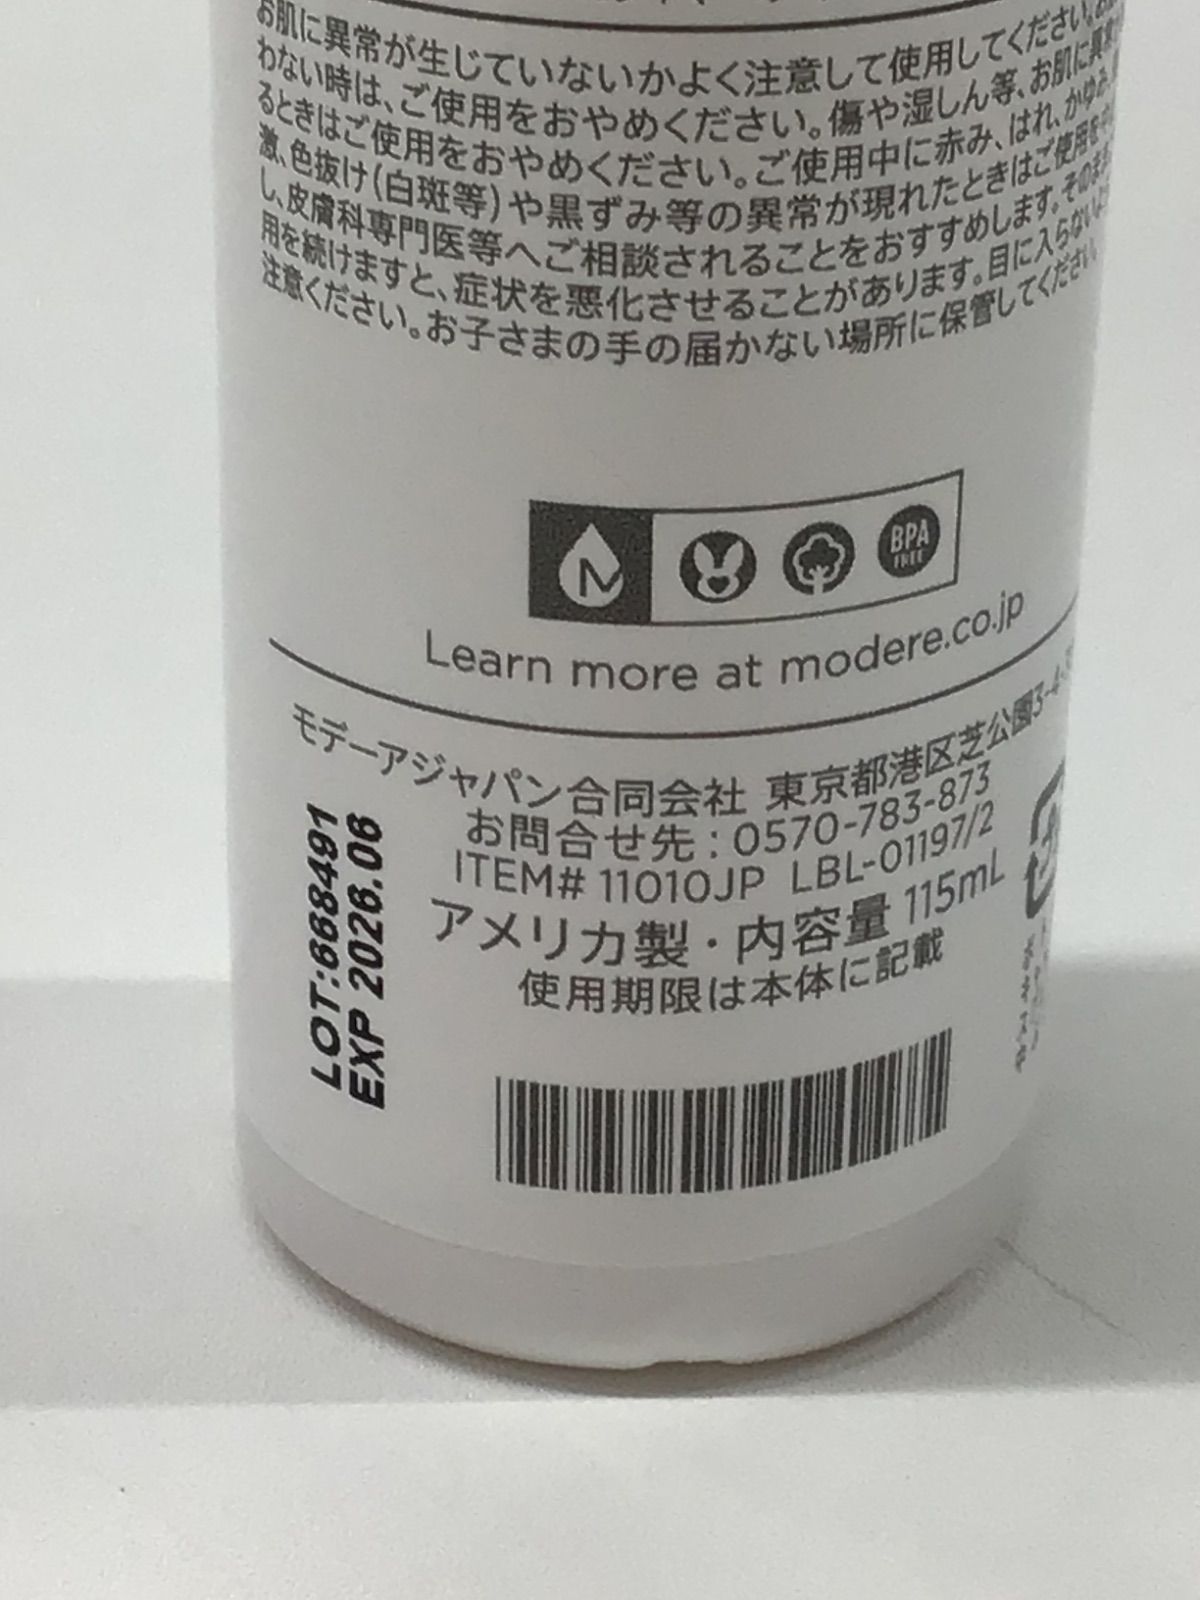 お肌に異常が生じていないかよく注意して使用してください。お
わない時は、ご使用をおやめください。傷や湿しん等、お肌に異常
るときはご使用をおやめください。ご使用中に赤み、はれ、かゆみ、
激、色抜け(白斑等)や黒ずみ等の異常が現れたときはご使用を中
し、皮膚科専門医等へご相談されることをおすすめします。そのまま
用を続けますと、症状を悪化させることがあります。目に入らないよ
注意ください。お子さまの手の届かない場所に保管してください。
BPA
FREE
Learn more at modere.co.jp
モデーアジャパン合同会社 東京都港区芝公園3-4-
お問合せ先：0570-783-873
ITEM# 11010JP LBL-01197/2
アメリカ製・内容量 115mL
使用期限は本体に記載
LOT:668491
EXP 2026.06